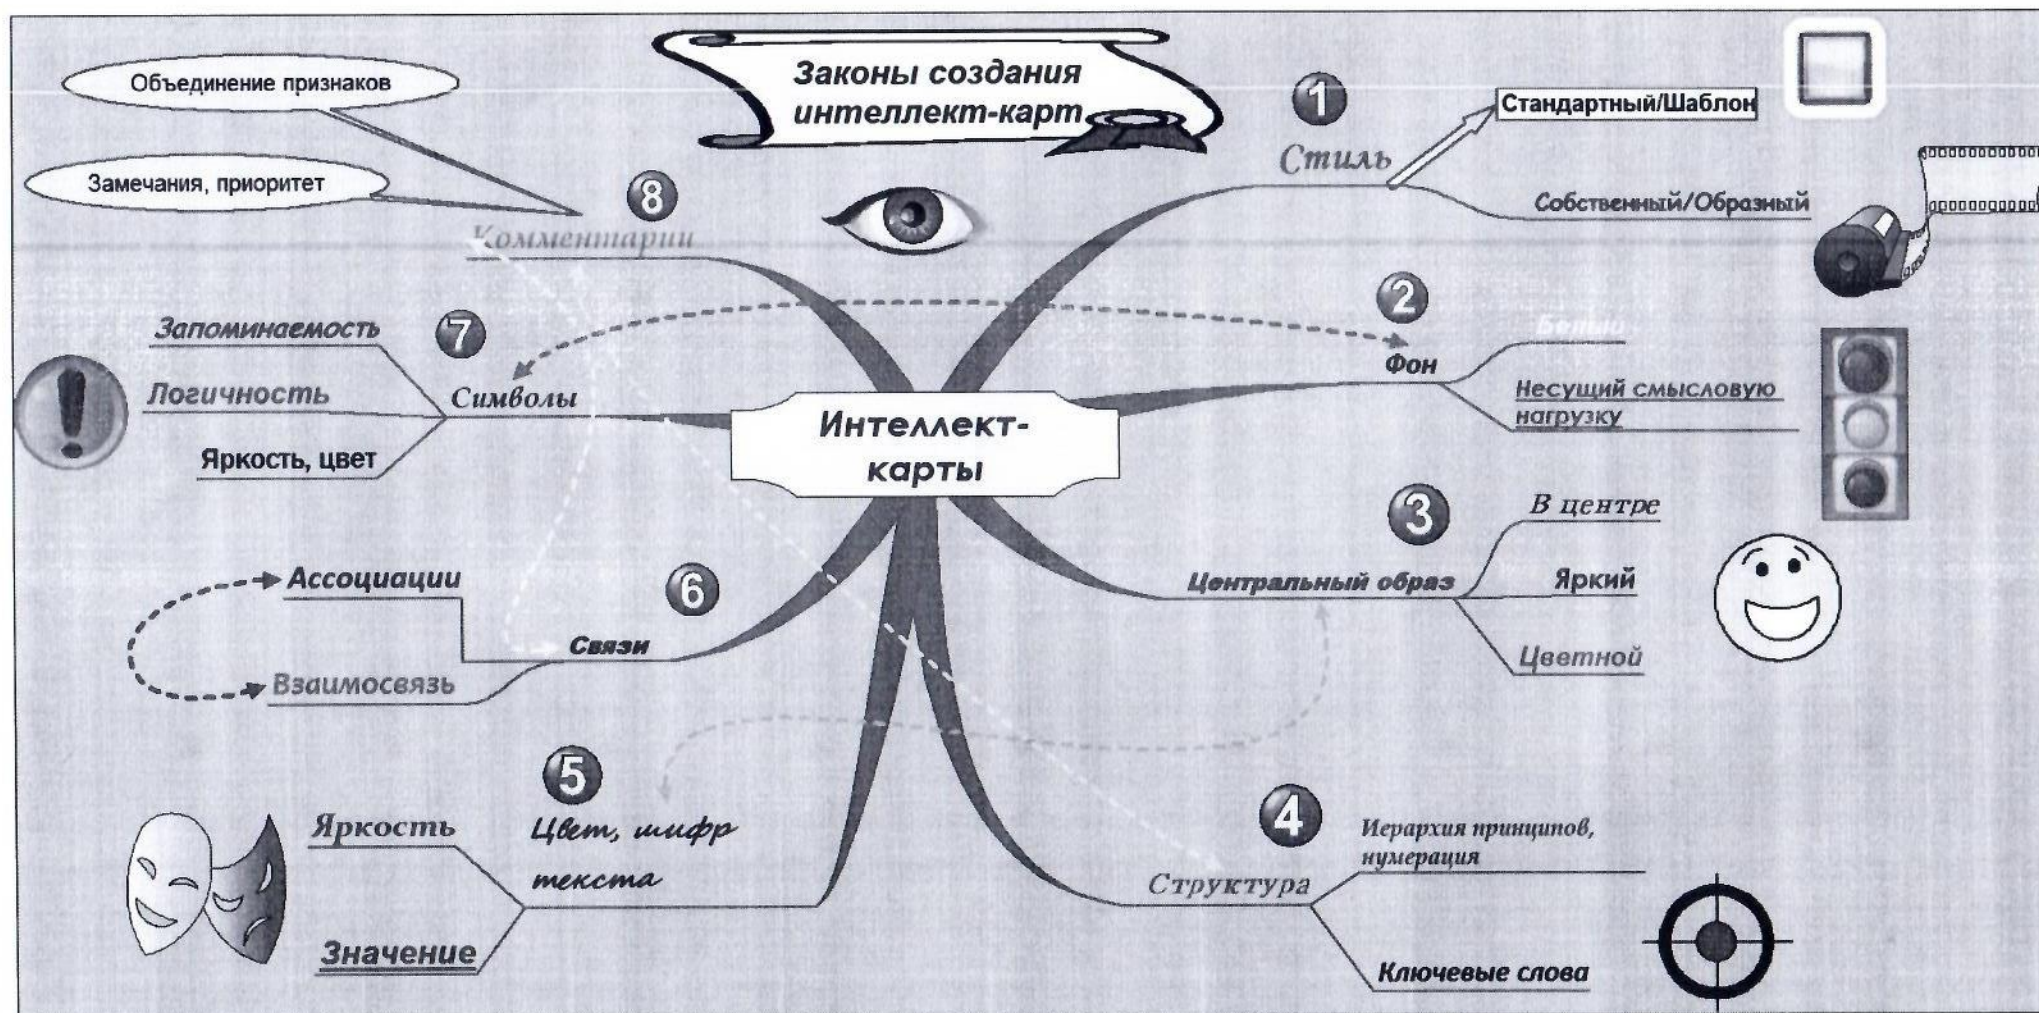 Законы создания
интеллект-карт
Интеллект-
карты
1
Стиль
Стандартный/Шаблон
Собственный/Образный
2
Фон
Белый
Несущий смысловую
нагрузку
3
Центральный образ
В центре
Яркий
Цветной
4
Структура
Иерархия принципов,
нумерация
Ключевые слова
5
Цвет, шифр
текста
Яркость
Значение
6
Связи
Ассоциации
Взаимосвязь
7
Символы
Запоминаемость
Логичность
Яркость, цвет
8
Комментарии
Объединение признаков
Замечания, приоритет